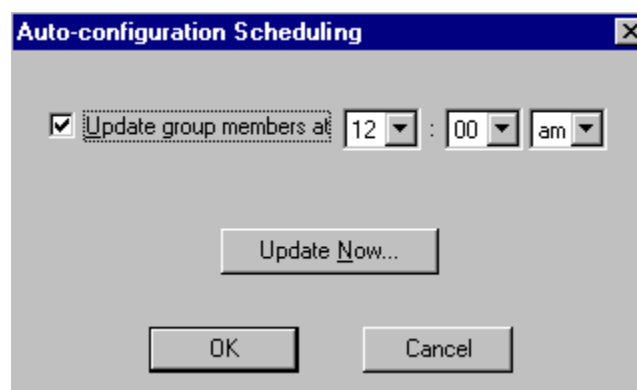 Auto-configuration Scheduling
Update group members at 12 : 00 am
Update Now...
OK Cancel